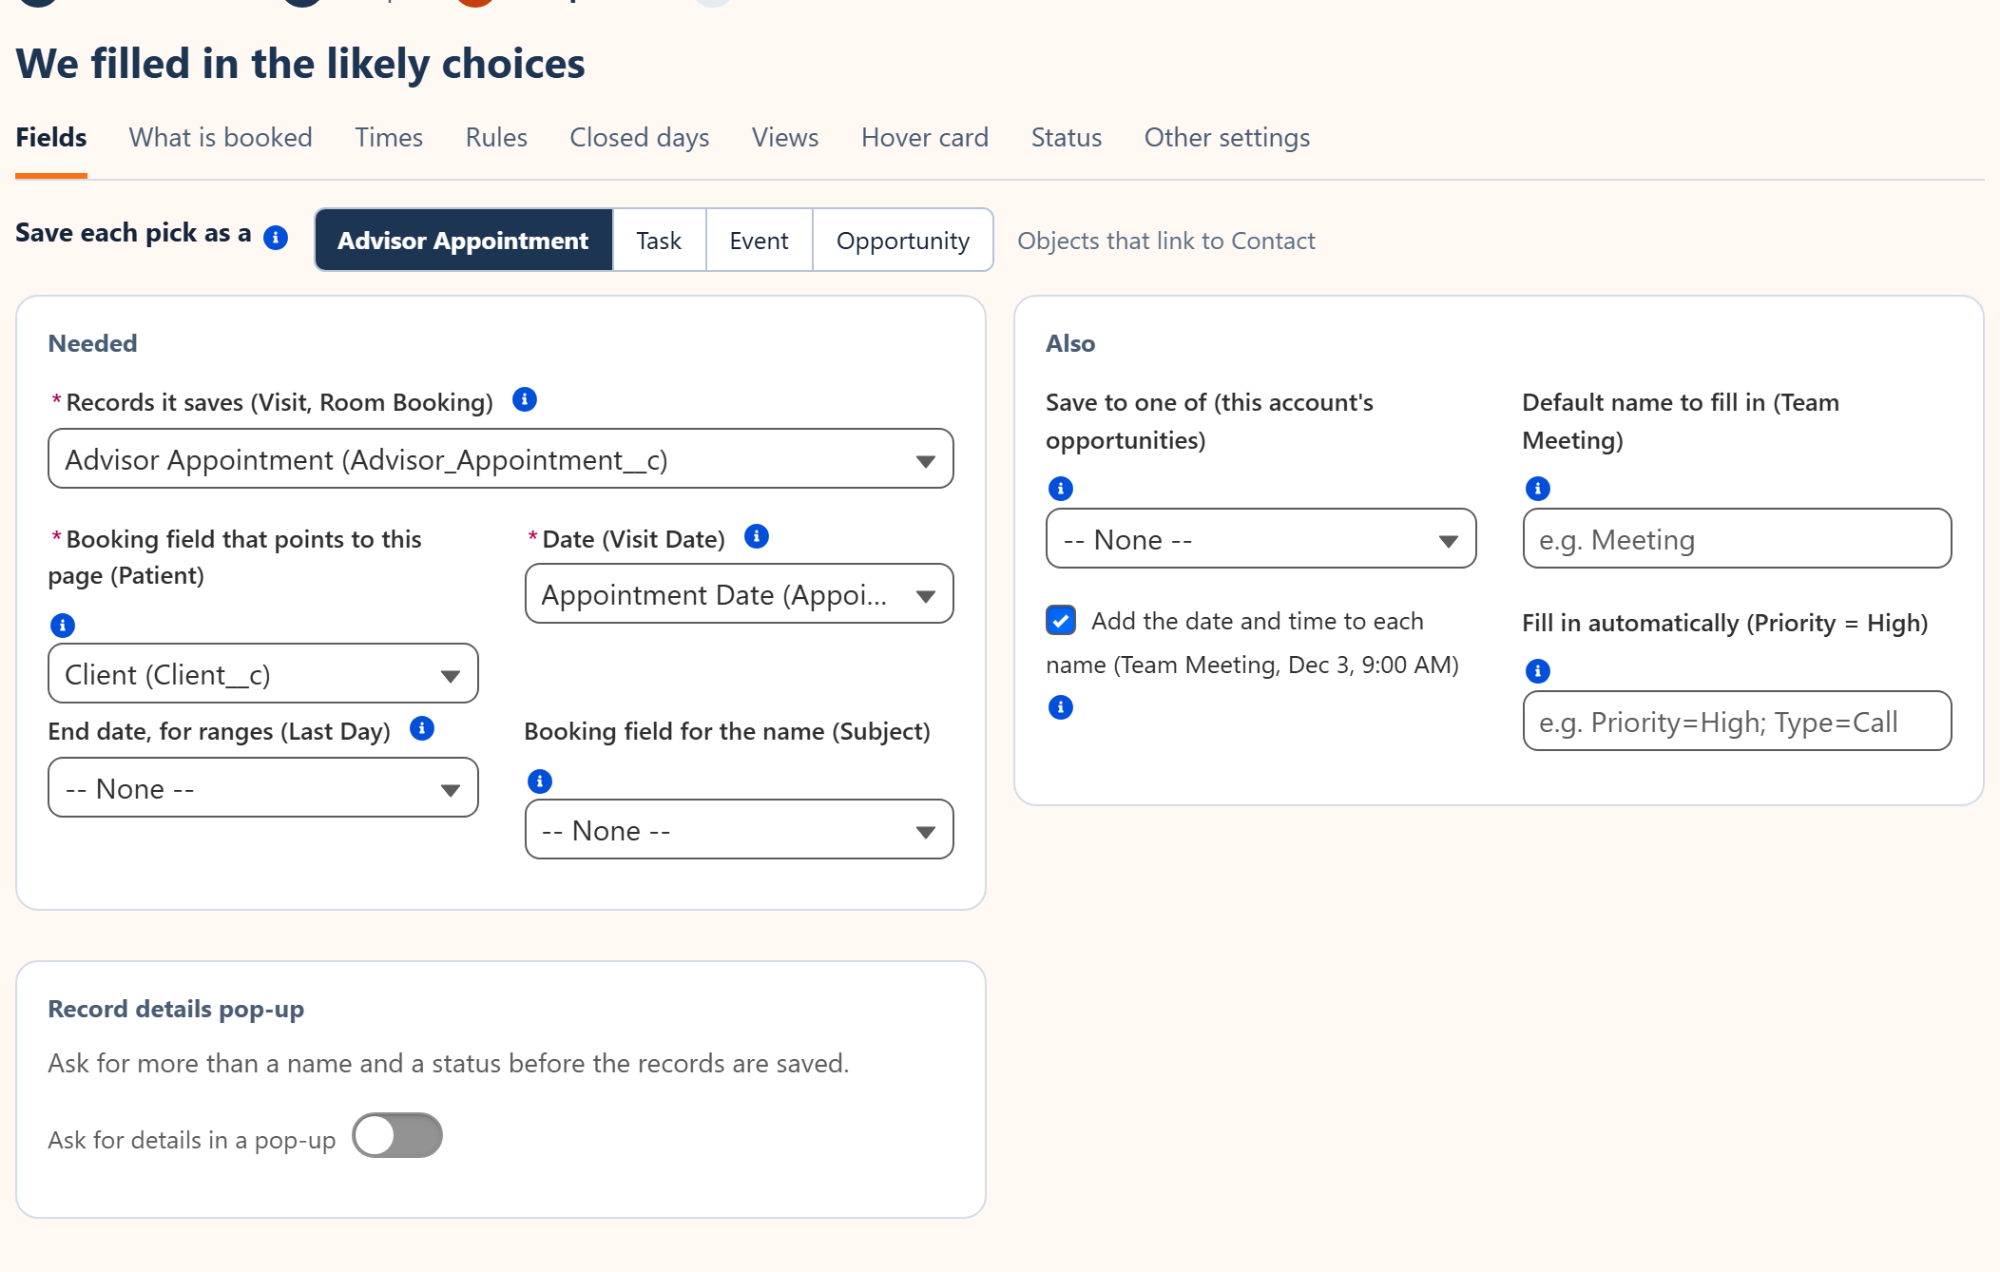 We filled in the likely choices
Fields What is booked Times Rules Closed days Views Hover card Status Other settings
Save each pick as a Advisor Appointment Task Event Opportunity Objects that link to Contact
Needed
* Records it saves (Visit, Room Booking)
Advisor Appointment (Advisor_Appointment__c)
* Booking field that points to this
page (Patient)
Client (Client__c)
* Date (Visit Date)
Appointment Date (Appoi...
End date, for ranges (Last Day)
-- None --
Booking field for the name (Subject)
-- None --
Also
Save to one of (this account's
opportunities)
-- None --
Default name to fill in (Team
Meeting)
e.g. Meeting
Add the date and time to each
name (Team Meeting, Dec 3, 9:00 AM)
Fill in automatically (Priority = High)
e.g. Priority=High; Type=Call
Record details pop-up
Ask for more than a name and a status before the records are saved.
Ask for details in a pop-up